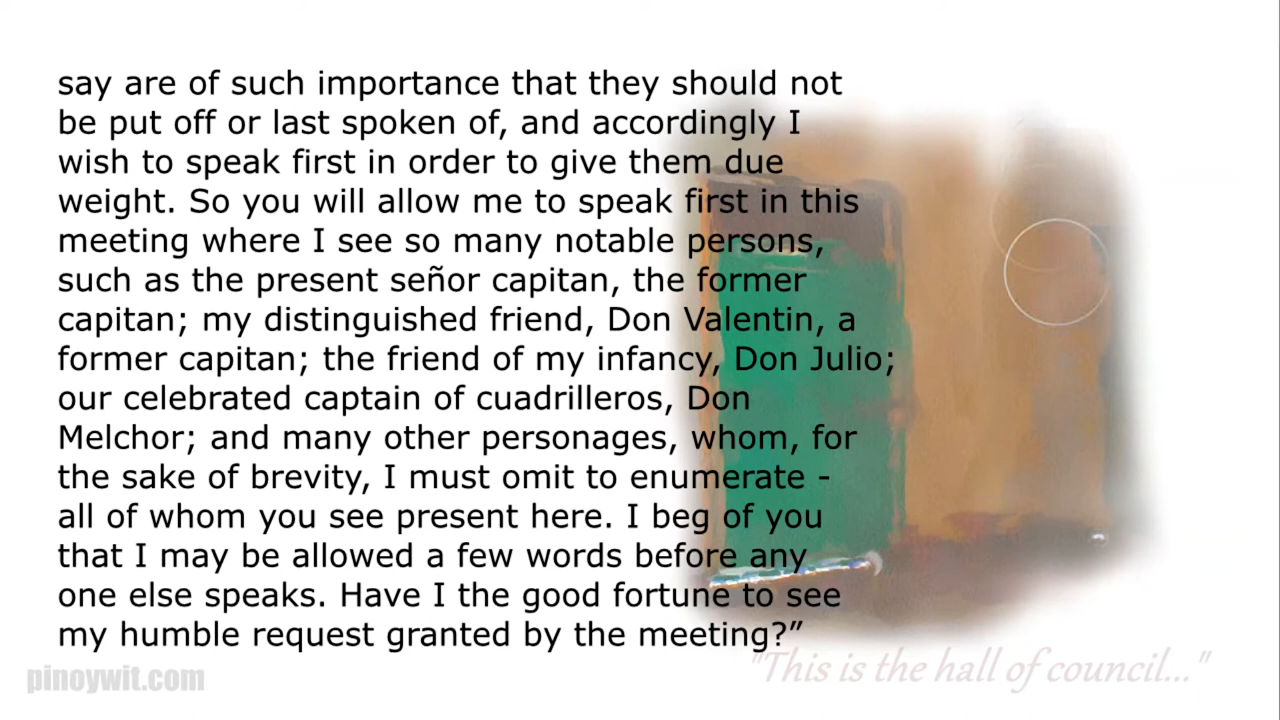 say are of such importance that they should not
be put off or last spoken of, and accordingly I
wish to speak first in order to give them due
weight. So you will allow me to speak first in this
meeting where I see so many notable persons,
such as the present señor capitan, the former
capitan; my distinguished friend, Don Valentin, a
former capitan; the friend of my infancy, Don Julio;
our celebrated captain of cuadrilleros, Don
Melchor; and many other personages, whom, for
the sake of brevity, I must omit to enumerate -
all of whom you see present here. I beg of you
that I may be allowed a few words before any
one else speaks. Have I the good fortune to see
my humble request granted by the meeting?”
"This is the hall of council..."
pinoywit.com